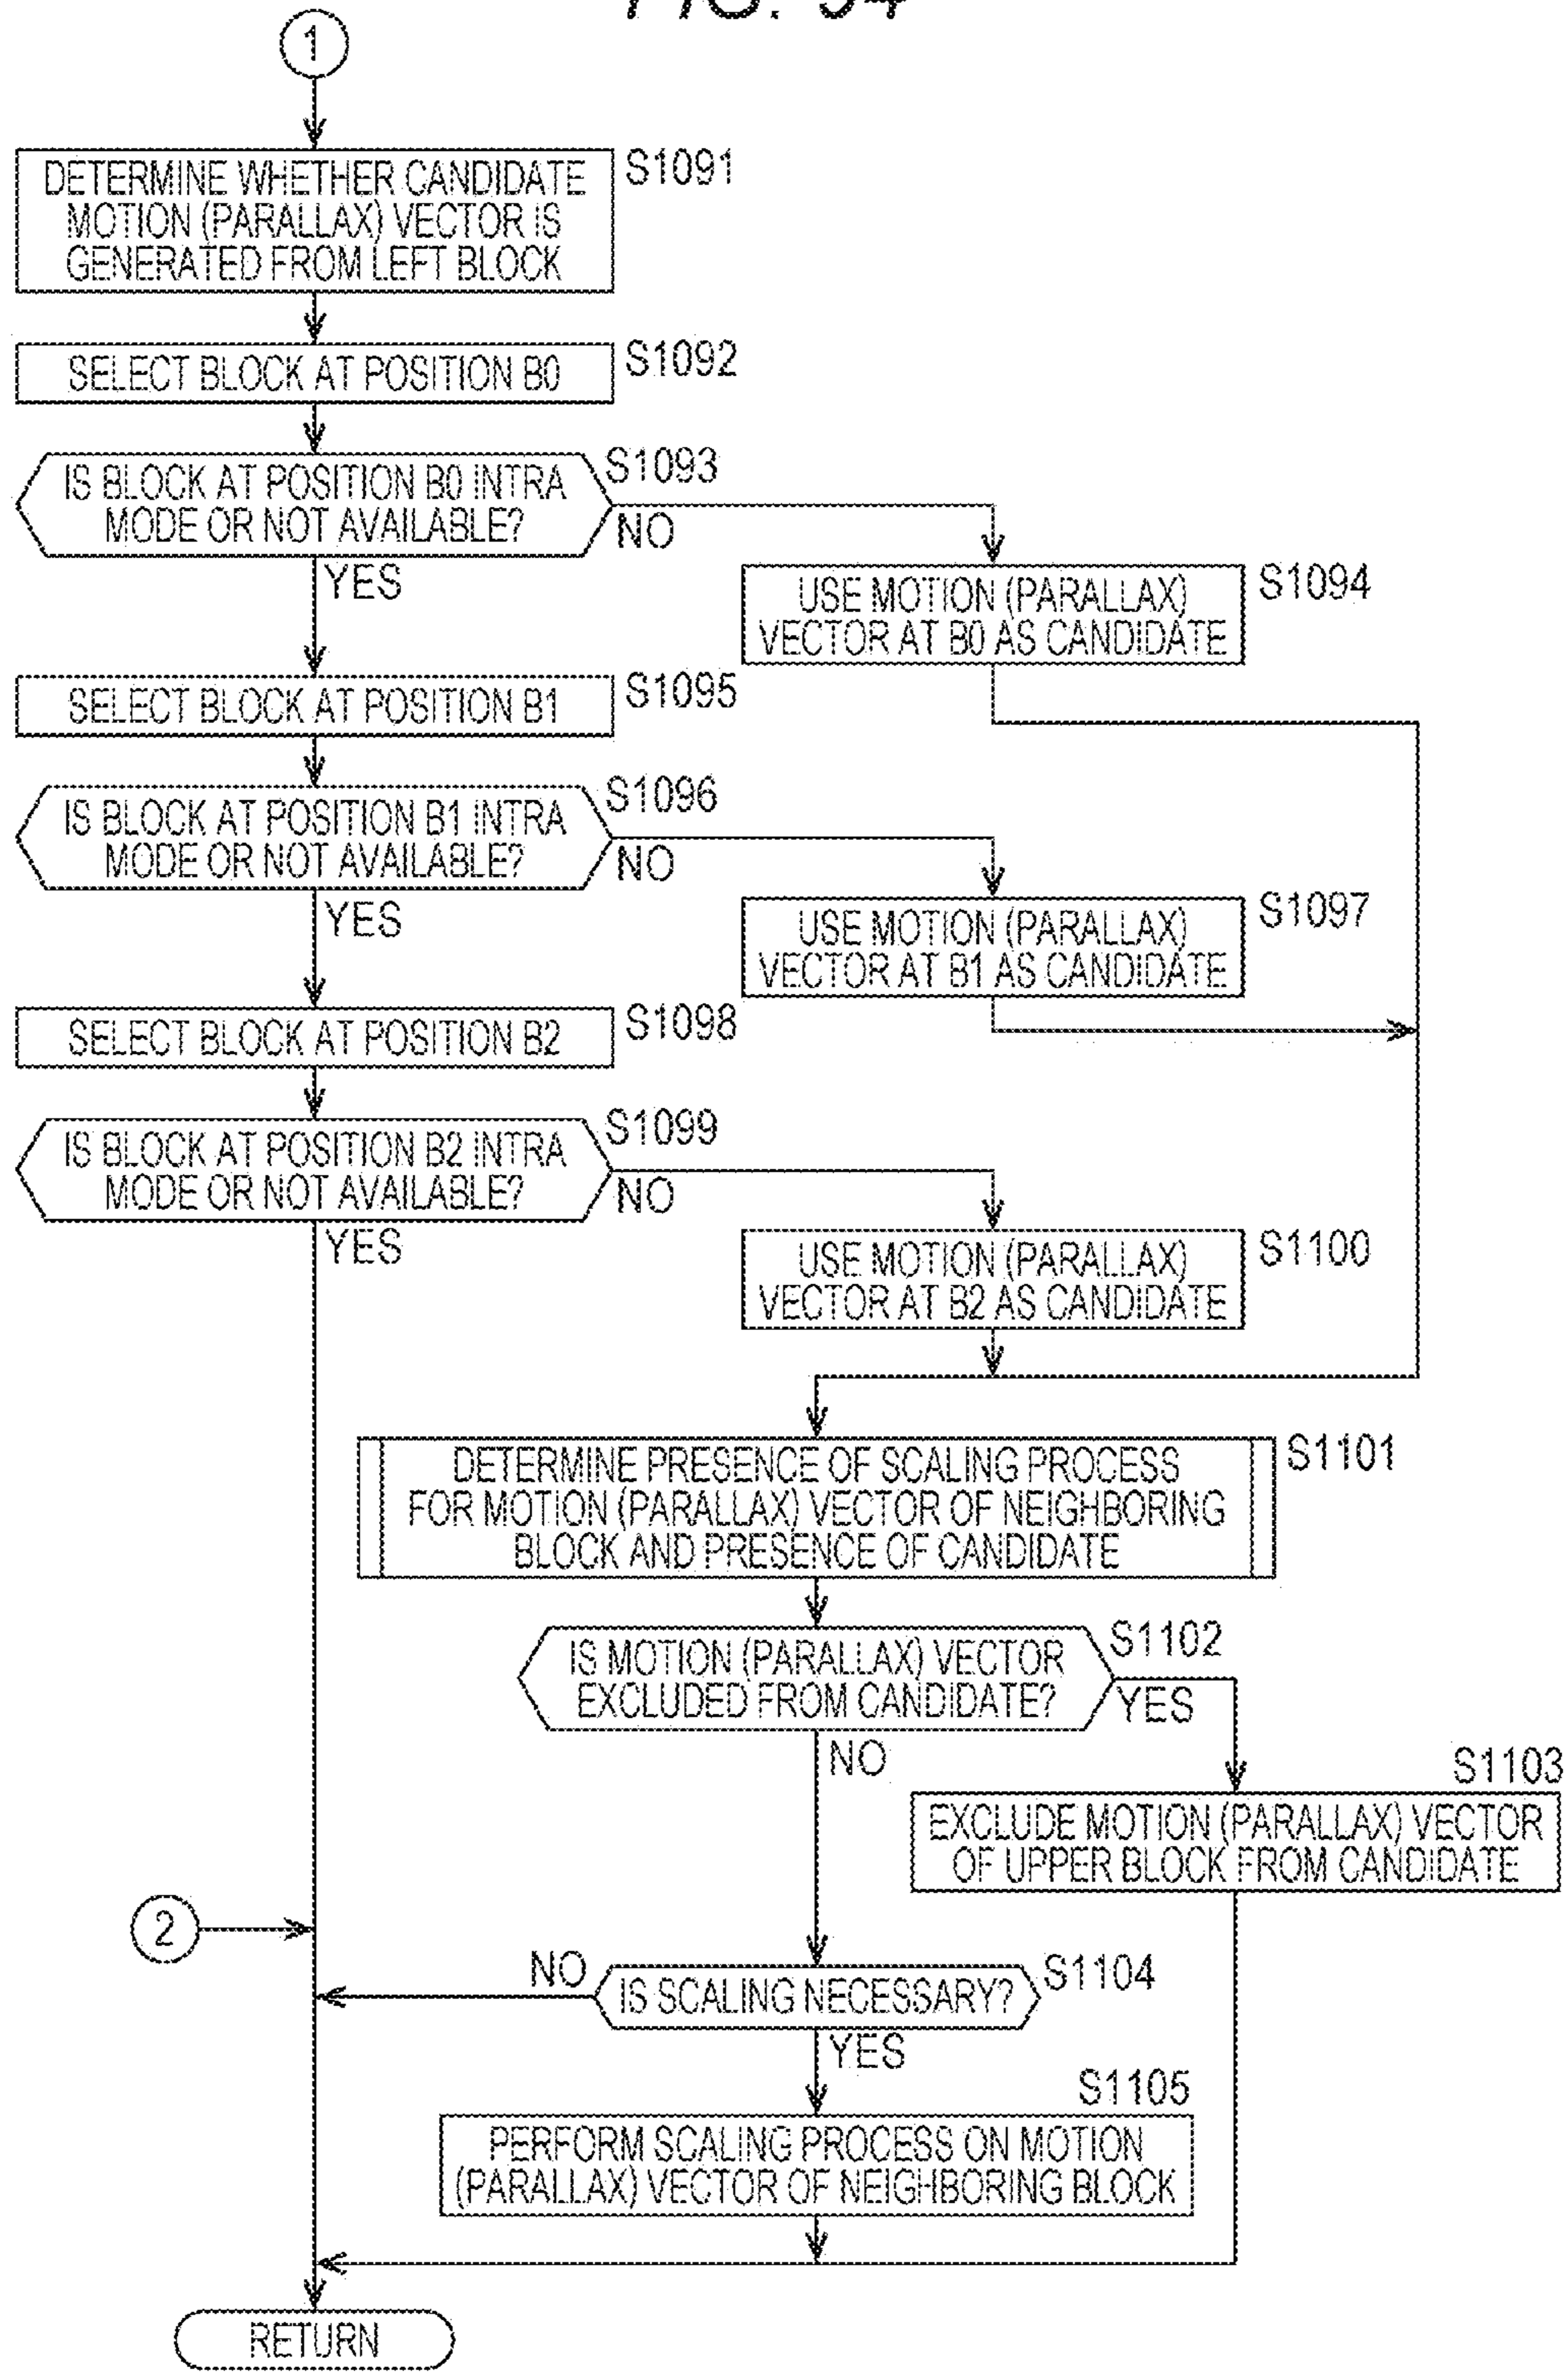 FIG. 54
1
DETERMINE WHETHER CANDIDATE
MOTION (PARALLAX) VECTOR IS
GENERATED FROM LEFT BLOCK
S1091
SELECT BLOCK AT POSITION B0
S1092
IS BLOCK AT POSITION B0 INTRA
MODE OR NOT AVAILABLE?
S1093
NO
YES
USE MOTION (PARALLAX)
VECTOR AT B0 AS CANDIDATE
S1094
SELECT BLOCK AT POSITION B1
S1095
IS BLOCK AT POSITION B1 INTRA
MODE OR NOT AVAILABLE?
S1096
NO
YES
USE MOTION (PARALLAX)
VECTOR AT B1 AS CANDIDATE
S1097
SELECT BLOCK AT POSITION B2
S1098
IS BLOCK AT POSITION B2 INTRA
MODE OR NOT AVAILABLE?
S1099
NO
YES
USE MOTION (PARALLAX)
VECTOR AT B2 AS CANDIDATE
S1100
DETERMINE PRESENCE OF SCALING PROCESS
FOR MOTION (PARALLAX) VECTOR OF NEIGHBORING
BLOCK AND PRESENCE OF CANDIDATE
S1101
IS MOTION (PARALLAX) VECTOR
EXCLUDED FROM CANDIDATE?
S1102
YES
NO
S1103
EXCLUDE MOTION (PARALLAX) VECTOR
OF UPPER BLOCK FROM CANDIDATE
2
NO
IS SCALING NECESSARY?
S1104
YES
S1105
PERFORM SCALING PROCESS ON MOTION
(PARALLAX) VECTOR OF NEIGHBORING BLOCK
RETURN